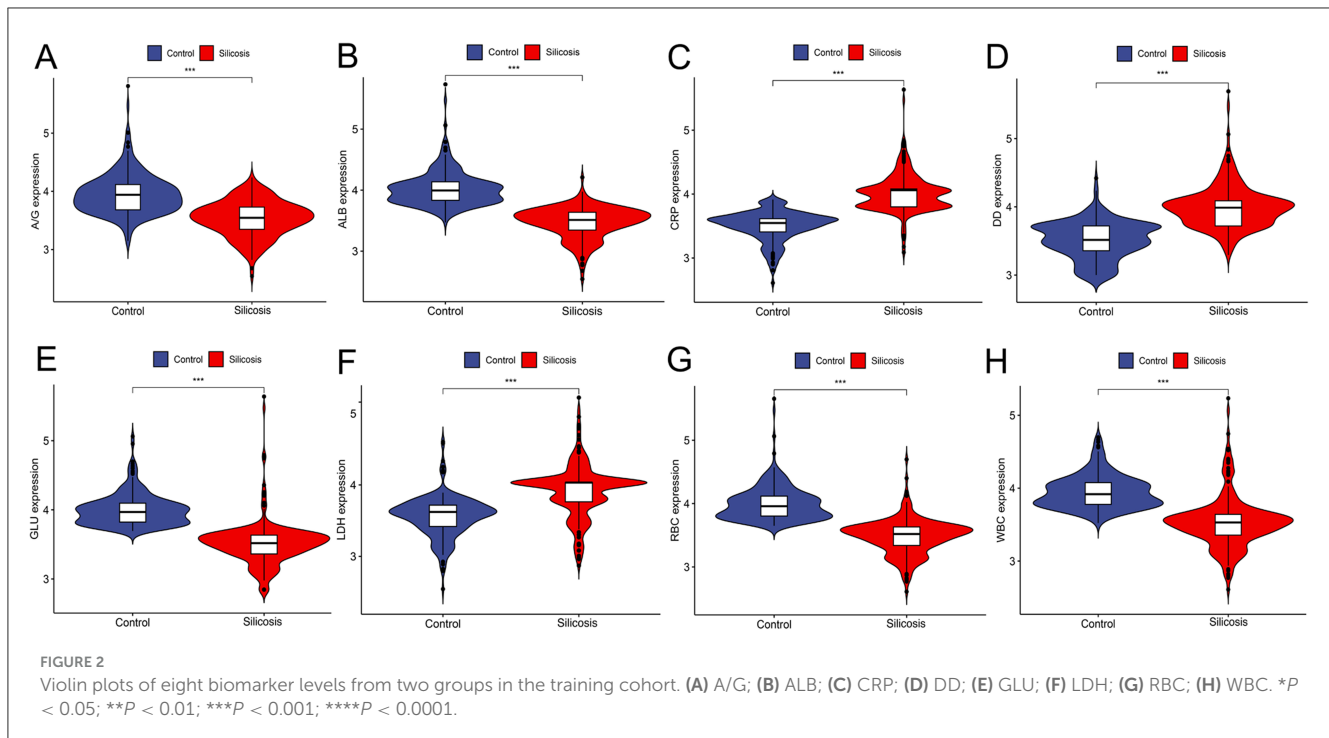 A
Control Silicosis
***
A/G expression
5
4
3
Control Silicosis
B
Control Silicosis
***
ALB expression
5
4
3
Control Silicosis
C
Control Silicosis
***
CRP expression
5
4
3
Control Silicosis
D
Control Silicosis
***
DD expression
5
4
3
Control Silicosis
E
Control Silicosis
***
GLU expression
5
4
3
Control Silicosis
F
Control Silicosis
***
LDH expression
5
4
3
Control Silicosis
G
Control Silicosis
***
RBC expression
5
4
3
Control Silicosis
H
Control Silicosis
***
WBC expression
5
4
3
Control Silicosis
FIGURE 2
Violin plots of eight biomarker levels from two groups in the training cohort. (A) A/G; (B) ALB; (C) CRP; (D) DD; (E) GLU; (F) LDH; (G) RBC; (H) WBC. *P
< 0.05; **P < 0.01; ***P < 0.001; ****P < 0.0001.